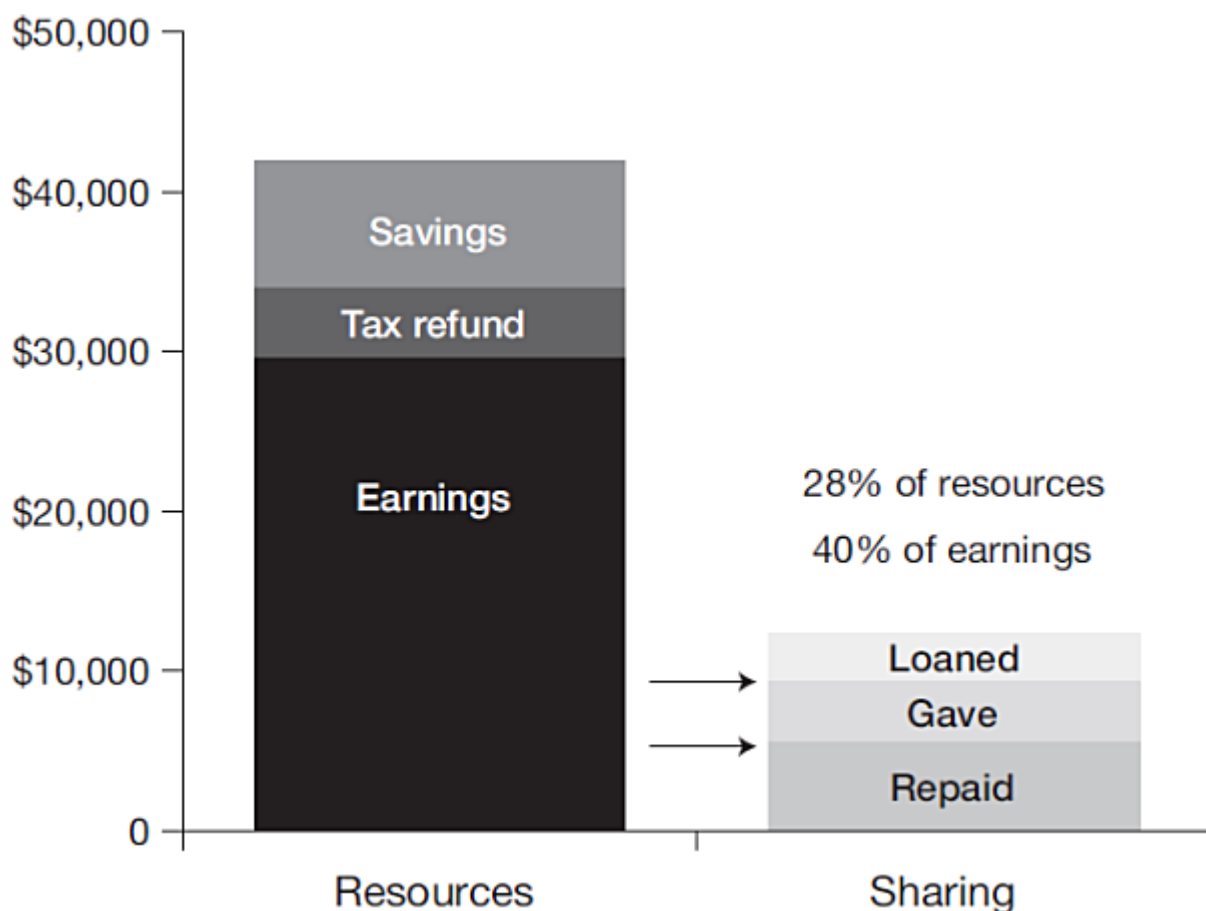 $50,000
$40,000
$30,000
$20,000
$10,000
0
Savings
Tax refund
Earnings
28% of resources
40% of earnings
Loaned
Gave
Repaid
Resources
Sharing